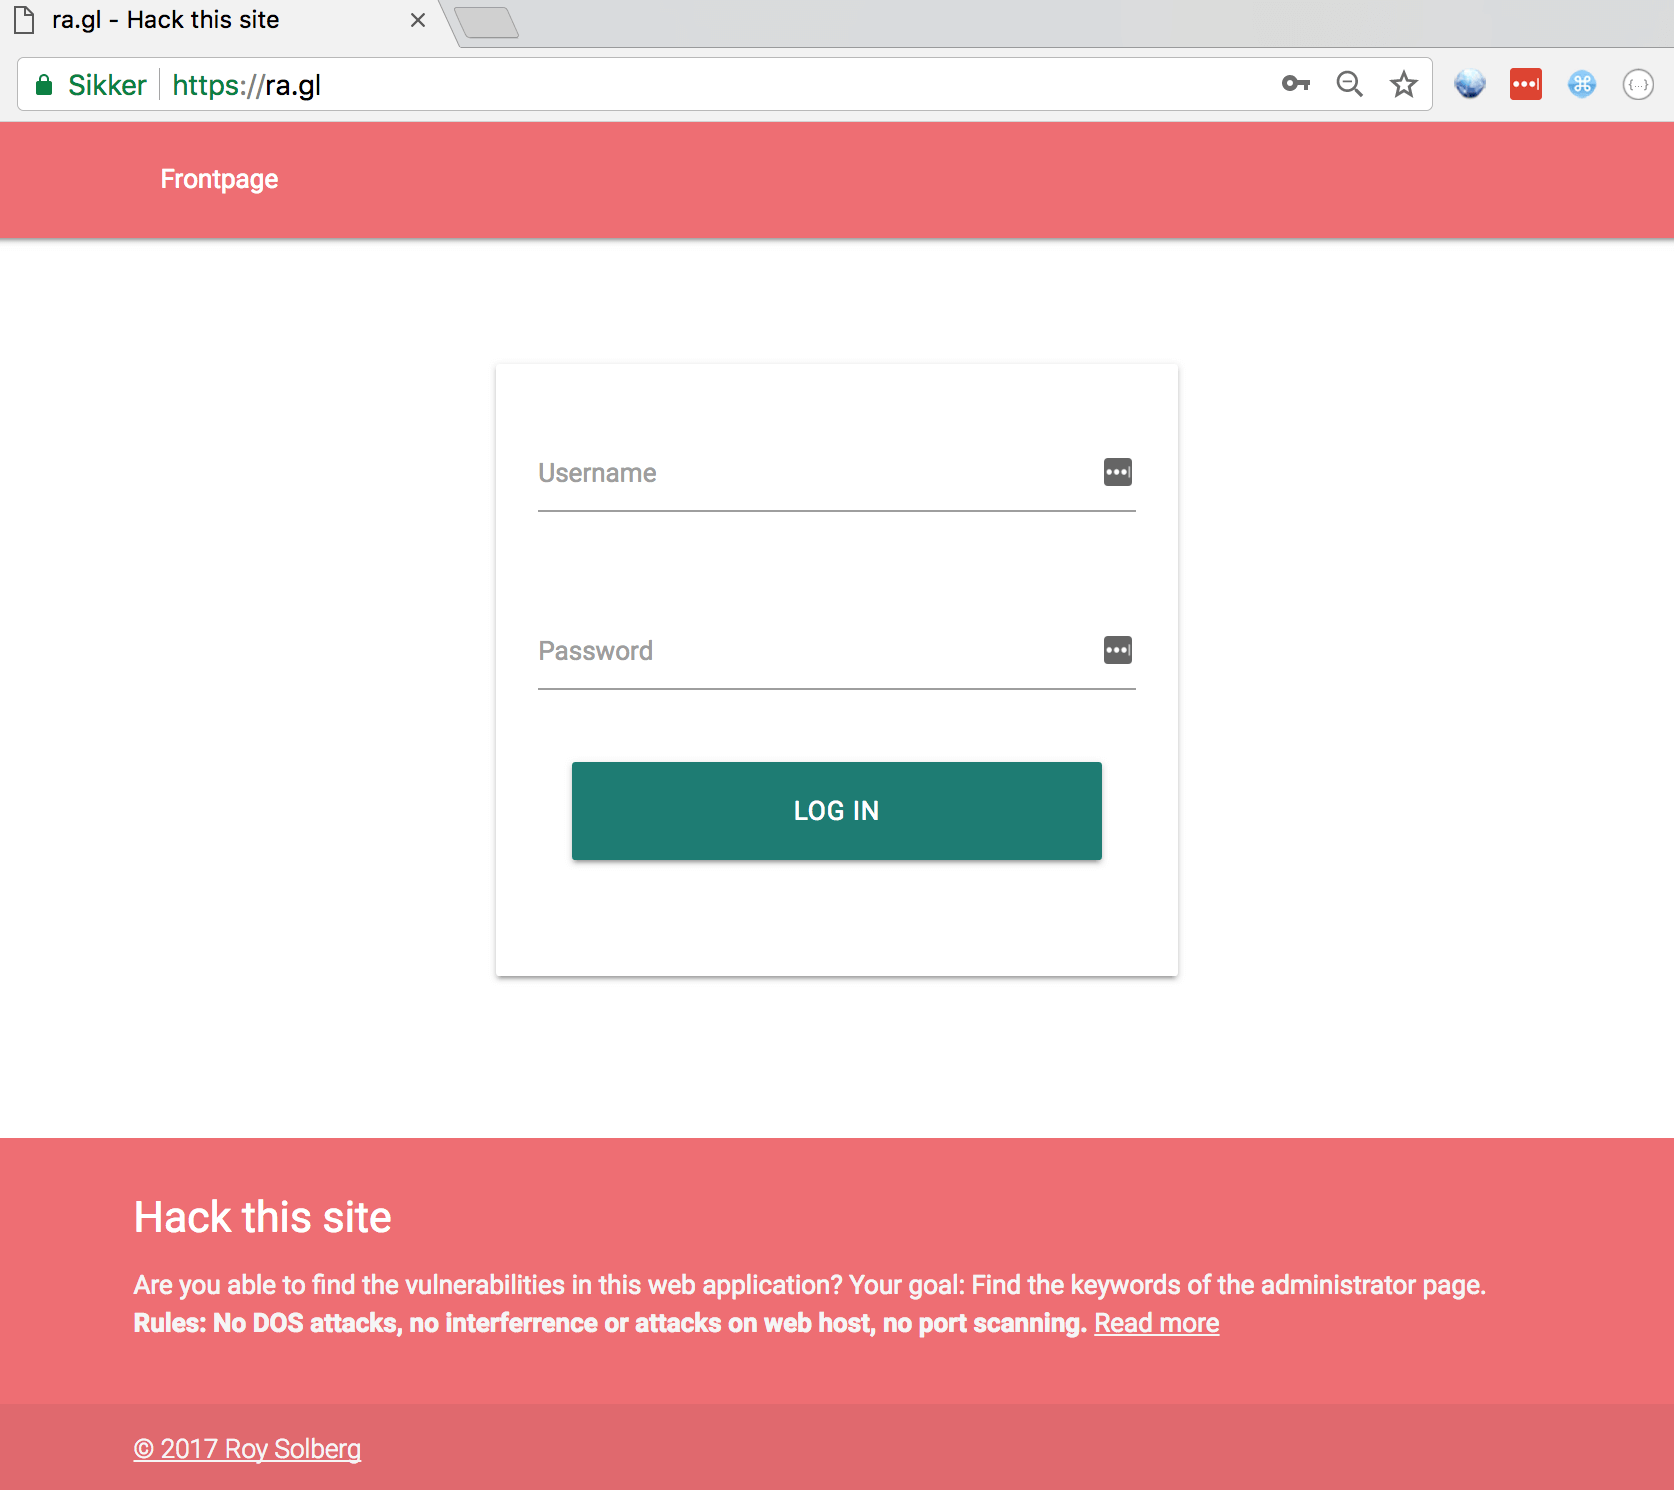 ra.gl - Hack this site
Sikker https://ra.gl
Frontpage
Username
Password
LOG IN
Hack this site
Are you able to find the vulnerabilities in this web application? Your goal: Find the keywords of the administrator page.
Rules: No DOS attacks, no interferrence or attacks on web host, no port scanning. Read more
© 2017 Roy Solberg